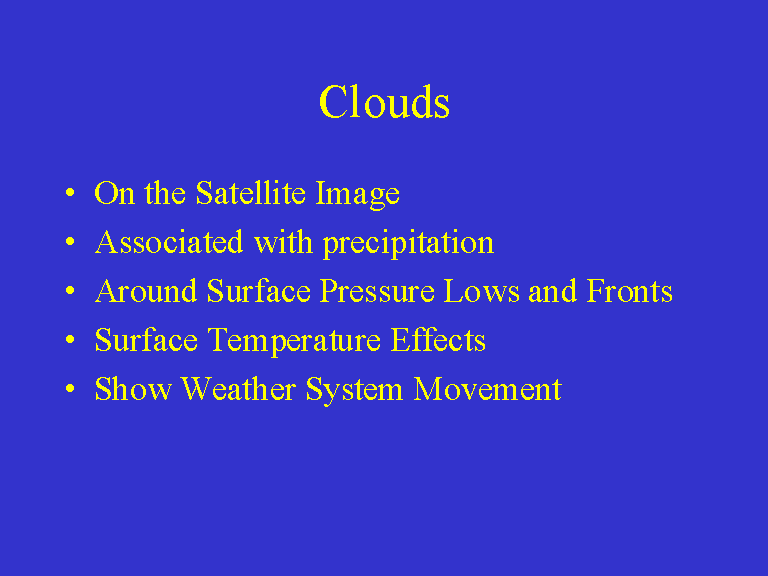 Clouds
• On the Satellite Image
• Associated with precipitation
• Around Surface Pressure Lows and Fronts
• Surface Temperature Effects
• Show Weather System Movement